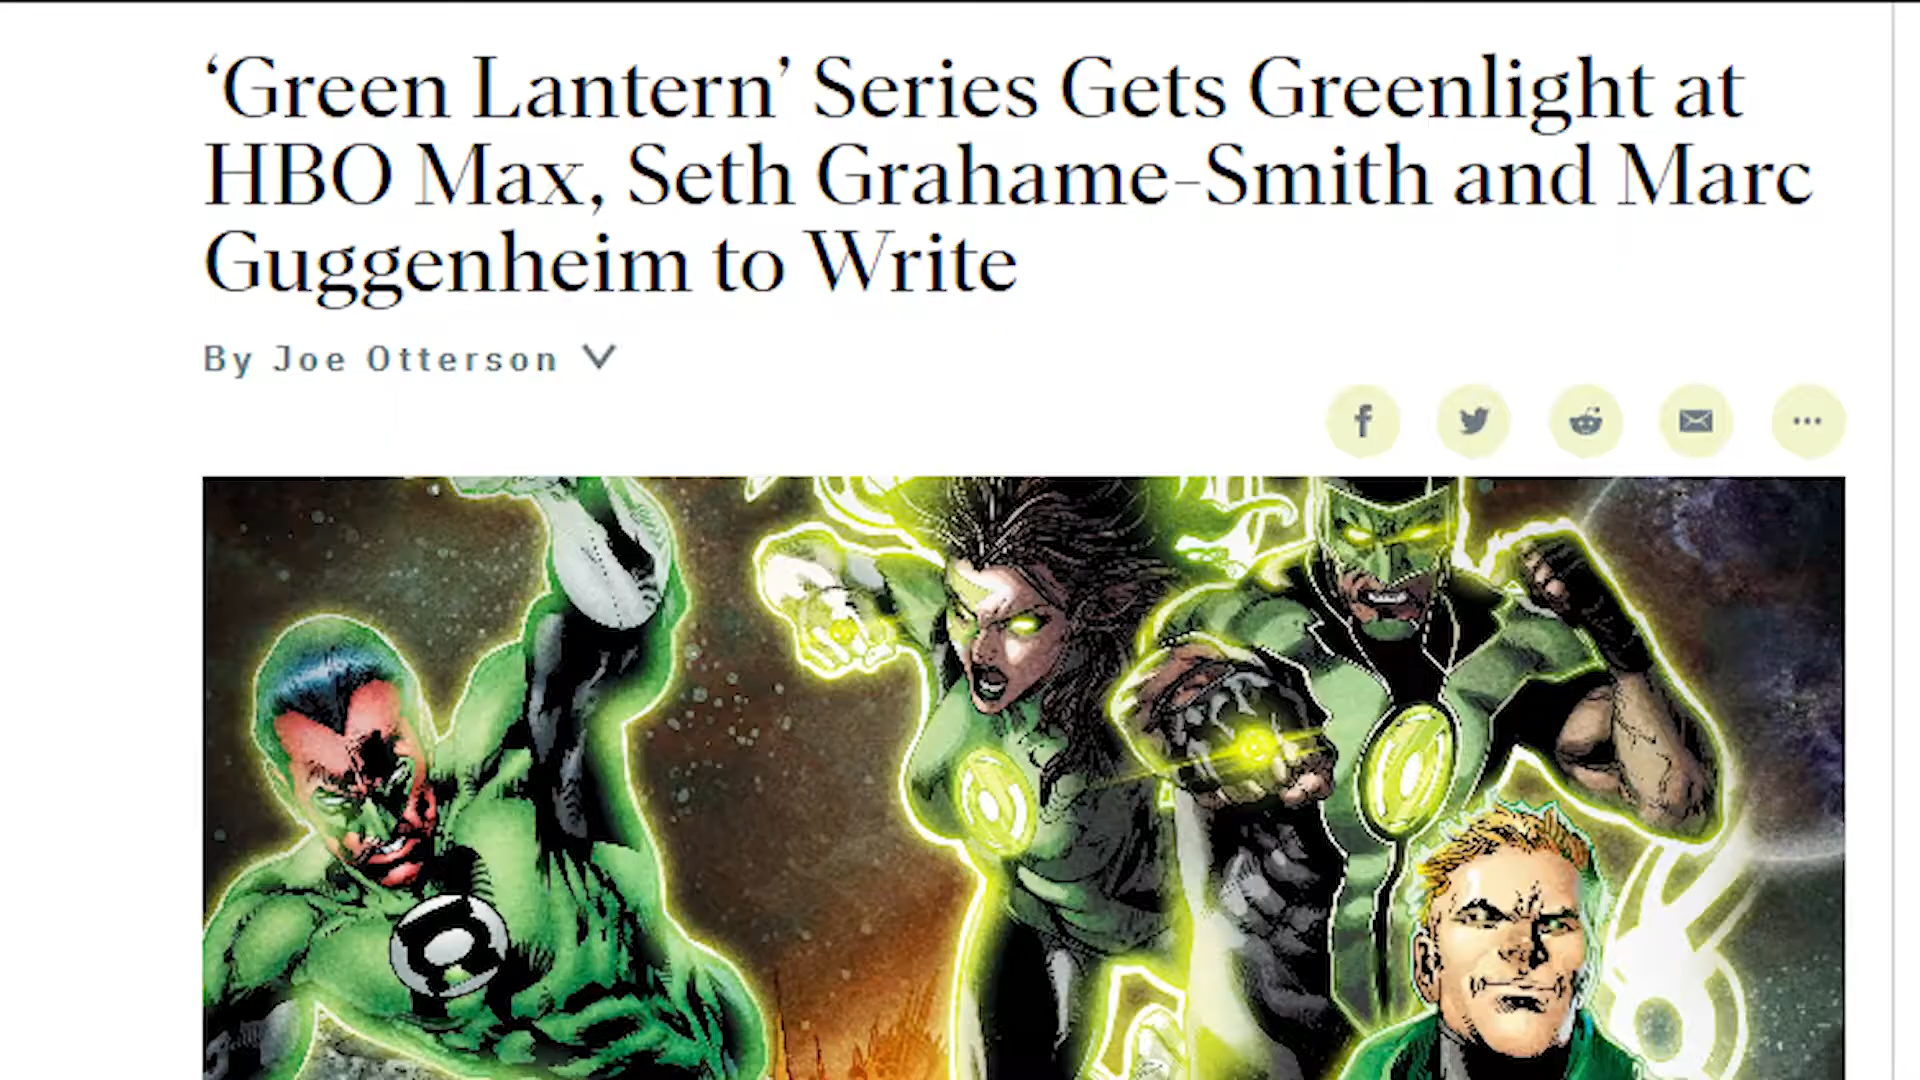 ‘Green Lantern’ Series Gets Greenlight at
HBO Max, Seth Grahame-Smith and Marc
Guggenheim to Write
By Joe Otterson